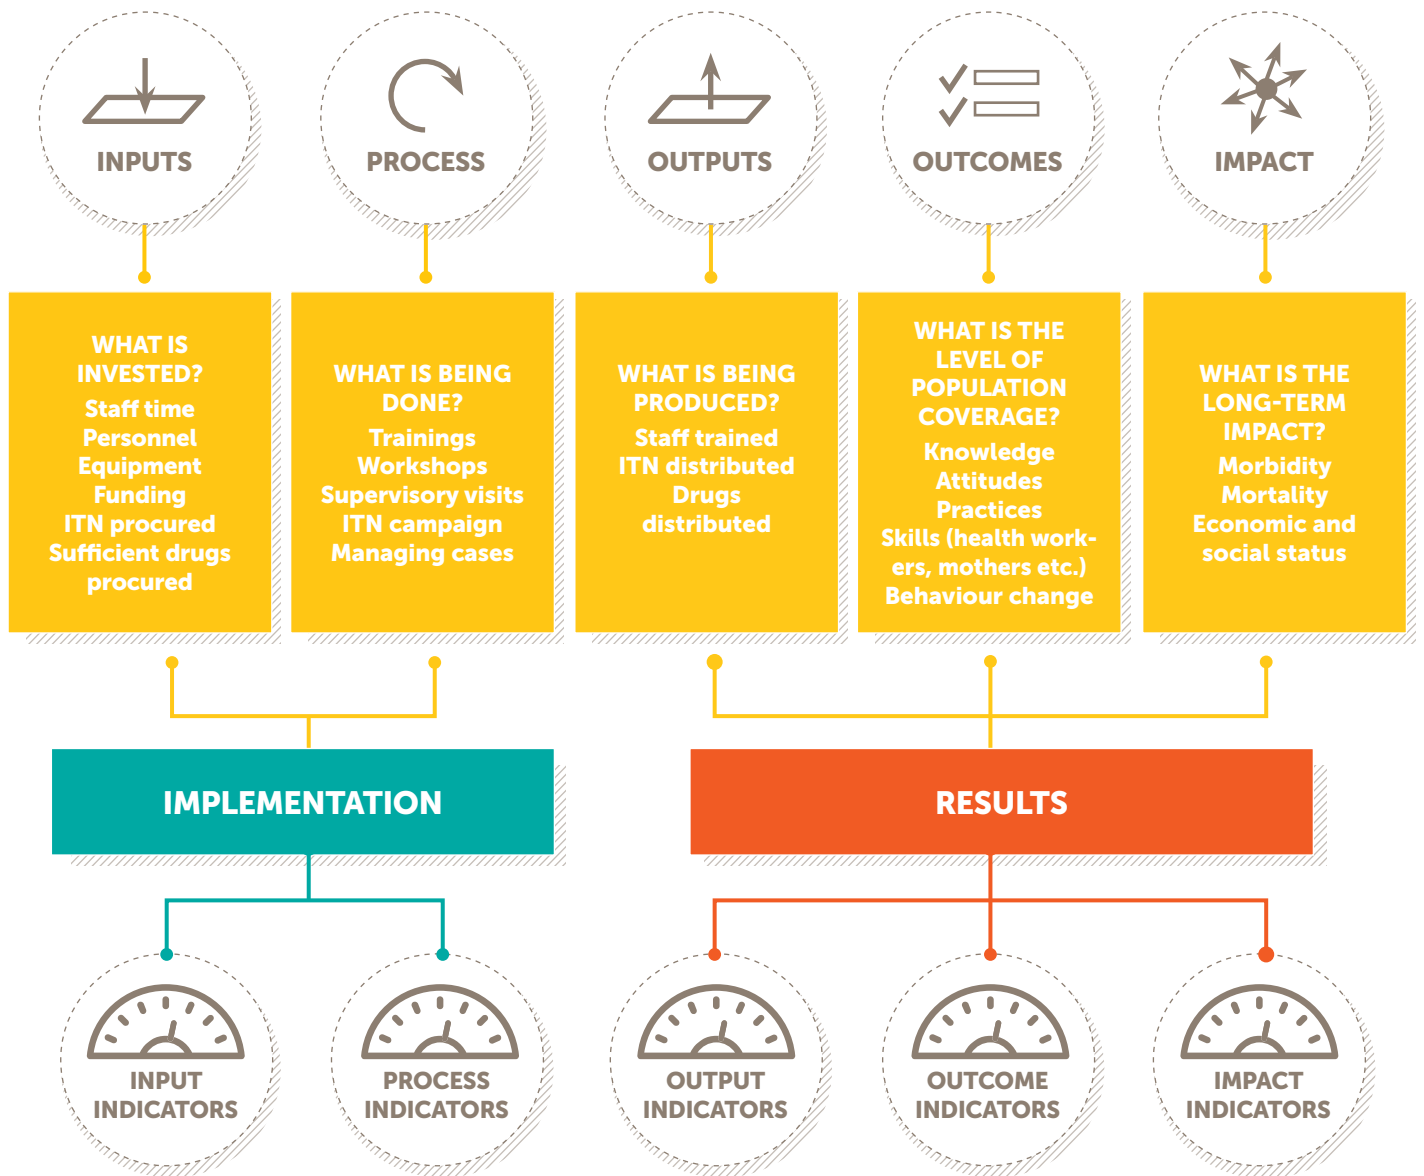 INPUTS
PROCESS
OUTPUTS
OUTCOMES
IMPACT
WHAT IS
INVESTED?
Staff time
Personnel
Equipment
Funding
ITN procured
Sufficient drugs
procured
WHAT IS BEING
DONE?
Trainings
Workshops
Supervisory visits
ITN campaign
Managing cases
WHAT IS BEING
PRODUCED?
Staff trained
ITN distributed
Drugs
distributed
WHAT IS THE
LEVEL OF
POPULATION
COVERAGE?
Knowledge
Attitudes
Practices
Skills (health work-
ers, mothers etc.)
Behaviour change
WHAT IS THE
LONG-TERM
IMPACT?
Morbidity
Mortality
Economic and
social status
IMPLEMENTATION
RESULTS
INPUT
INDICATORS
PROCESS
INDICATORS
OUTPUT
INDICATORS
OUTCOME
INDICATORS
IMPACT
INDICATORS